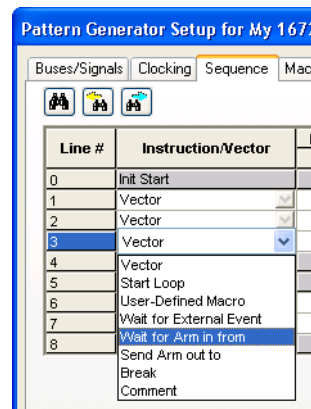 Pattern Generator Setup for My 167
Buses/Signals Clocking Sequence Mac
Line # Instruction/Vector
0 Init Start
1 Vector
2 Vector
3 Vector
4 Vector
5 Start Loop
6 User-Defined Macro
7 Wait for External Event
Wait for Arm in from
8 Send Arm out to
Break
Comment